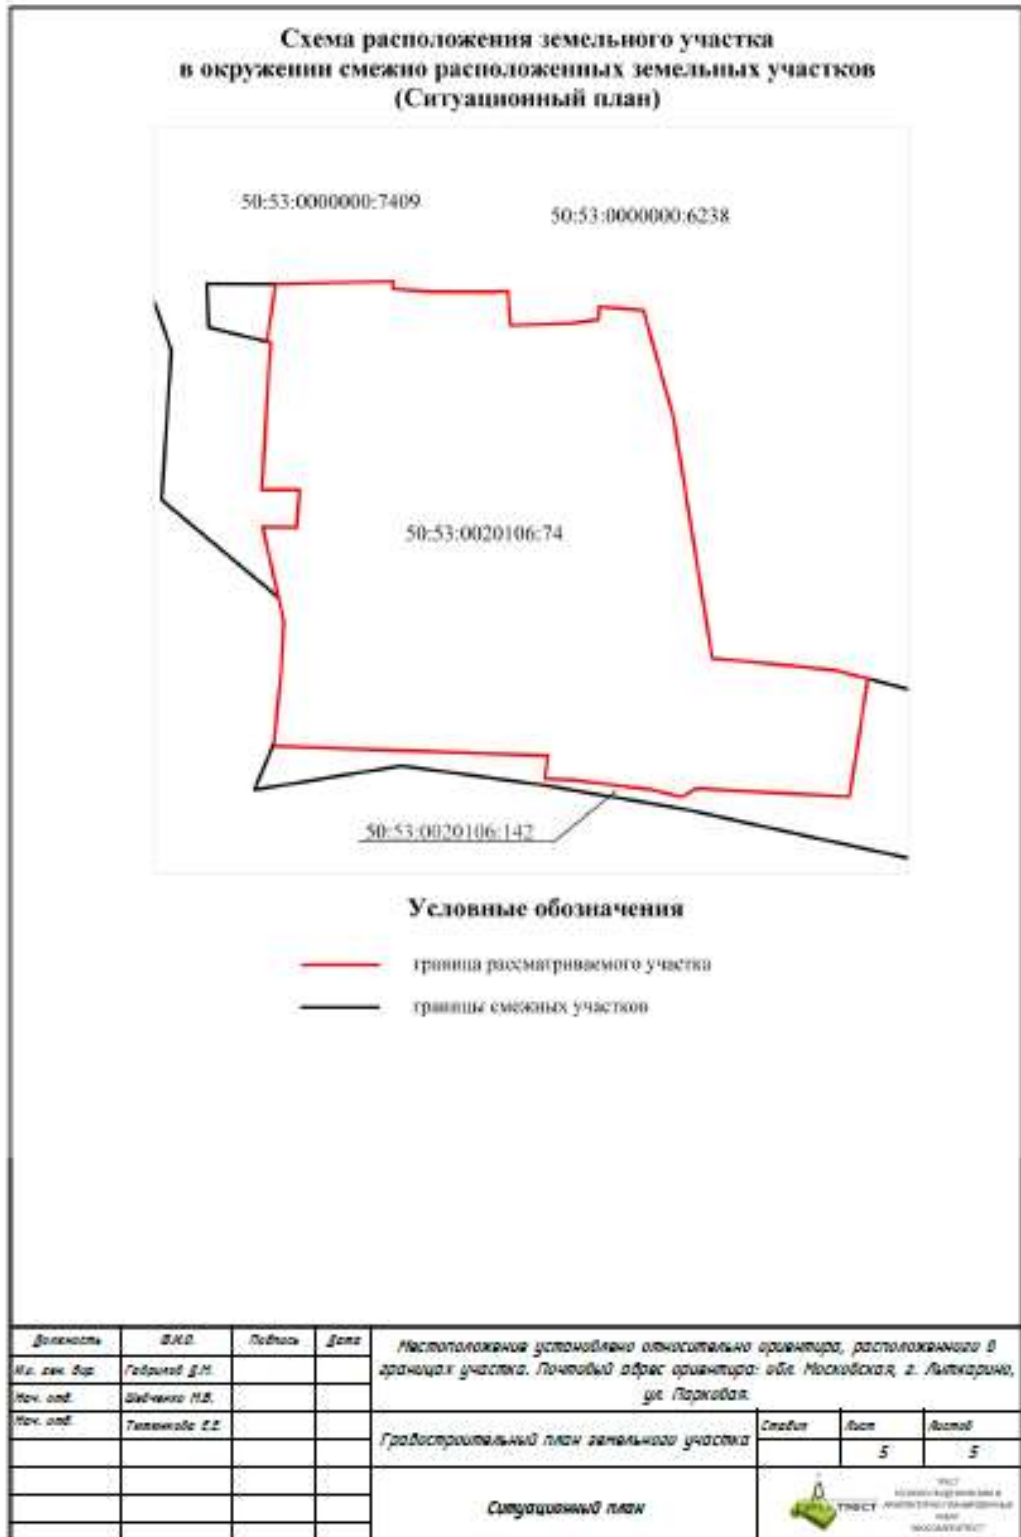 Схема расположения земельного участка
в окружении смежно расположенных земельных участков
(Ситуационный план)
50:53:0000000:7409
50:53:0000000:6238
50:53:0020106:74
50:53:0020106:142
Условные обозначения
граница рассматриваемого участка
границы смежных участков
Должность Ф.И.О. Подпись Дата
Местоположение установлено относительно ориентира, расположенного в
границах участка. Почтовый адрес ориентира: обл. Московская, г. Лыткарино,
ул. Парковая.
Гаврилов Д.М.
Нач. отд. Шевченко М.В.
Нач. отд. Тютюнкова Е.Е.
Градостроительный план земельного участка
Стадия Лист Листов
5 5
Ситуационный план
ТРЕСТ